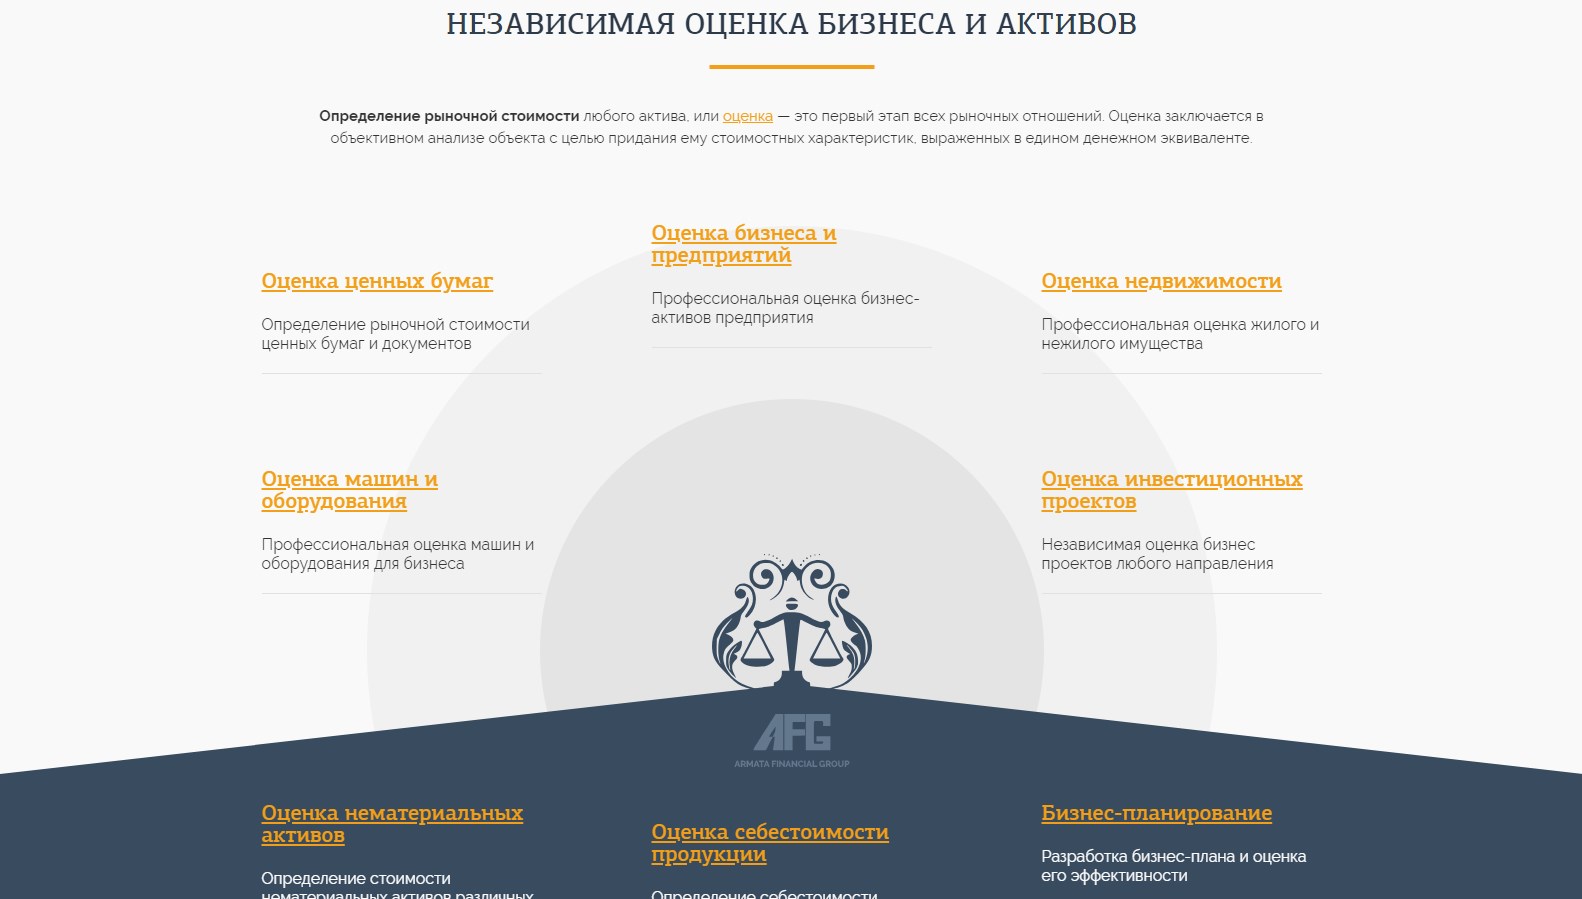 НЕЗАВИСИМАЯ ОЦЕНКА БИЗНЕСА И АКТИВОВ
Определение рыночной стоимости любого актива, или оценка — это первый этап всех рыночных отношений. Оценка заключается в
объективном анализе объекта с целью придания ему стоимостных характеристик, выраженных в едином денежном эквиваленте.
Оценка ценных бумаг
Определение рыночной стоимости
ценных бумаг и документов
Оценка бизнеса и
предприятий
Профессиональная оценка бизнес-
активов предприятия
Оценка недвижимости
Профессиональная оценка жилого и
нежилого имущества
Оценка машин и
оборудования
Профессиональная оценка машин и
оборудования для бизнеса
Оценка инвестиционных
проектов
Независимая оценка бизнес
проектов любого направления
AFG
ARMATA FINANCIAL GROUP
Оценка нематериальных
активов
Определение стоимости
нематериальных активов различных
Оценка себестоимости
продукции
Определение себестоимости
Бизнес-планирование
Разработка бизнес-плана и оценка
его эффективности